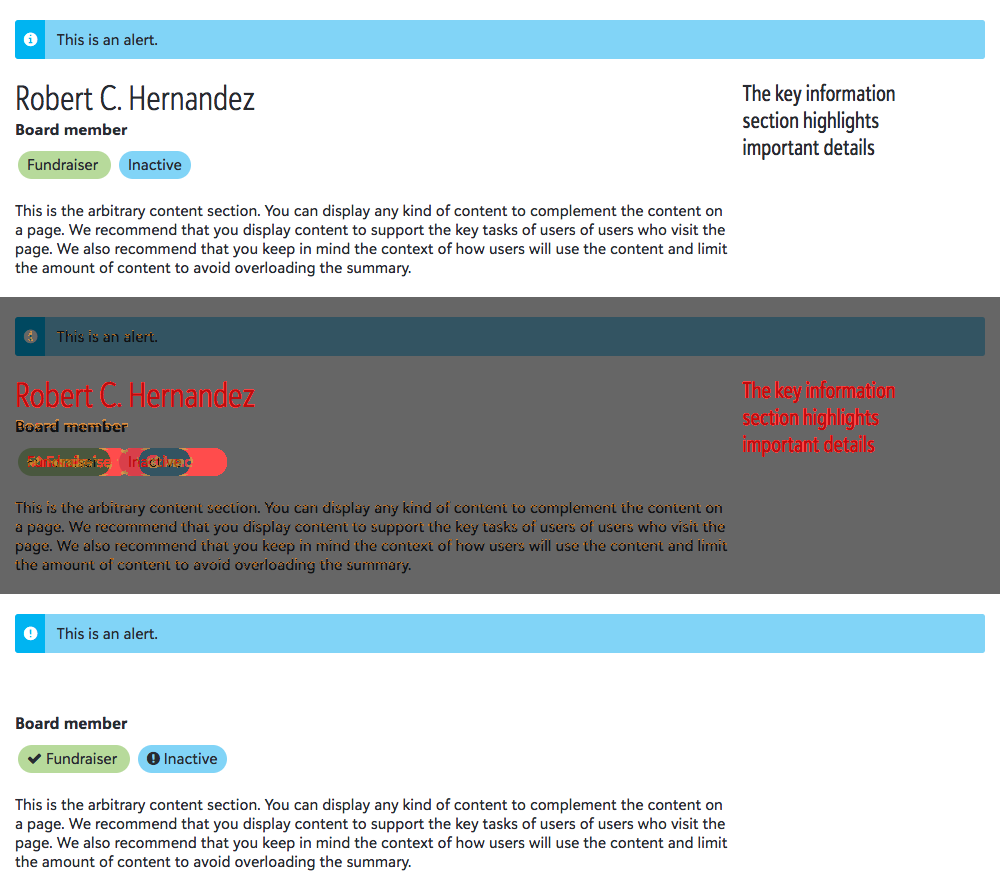 This is an alert.
Robert C. Hernandez
Board member
Fundraiser Inactive
This is the arbitrary content section. You can display any kind of content to complement the content on
a page. We recommend that you display content to support the key tasks of users of users who visit the
page. We also recommend that you keep in mind the context of how users will use the content and limit
the amount of content to avoid overloading the summary.
The key information
section highlights
important details
This is an alert.
Robert C. Hernandez
Board member
This is the arbitrary content section. You can display any kind of content to complement the content on
a page. We recommend that you display content to support the key tasks of users of users who visit the
page. We also recommend that you keep in mind the context of how users will use the content and limit
the amount of content to avoid overloading the summary.
The key information
section highlights
important details
This is an alert.
Board member
Fundraiser Inactive
This is the arbitrary content section. You can display any kind of content to complement the content on
a page. We recommend that you display content to support the key tasks of users of users who visit the
page. We also recommend that you keep in mind the context of how users will use the content and limit
the amount of content to avoid overloading the summary.